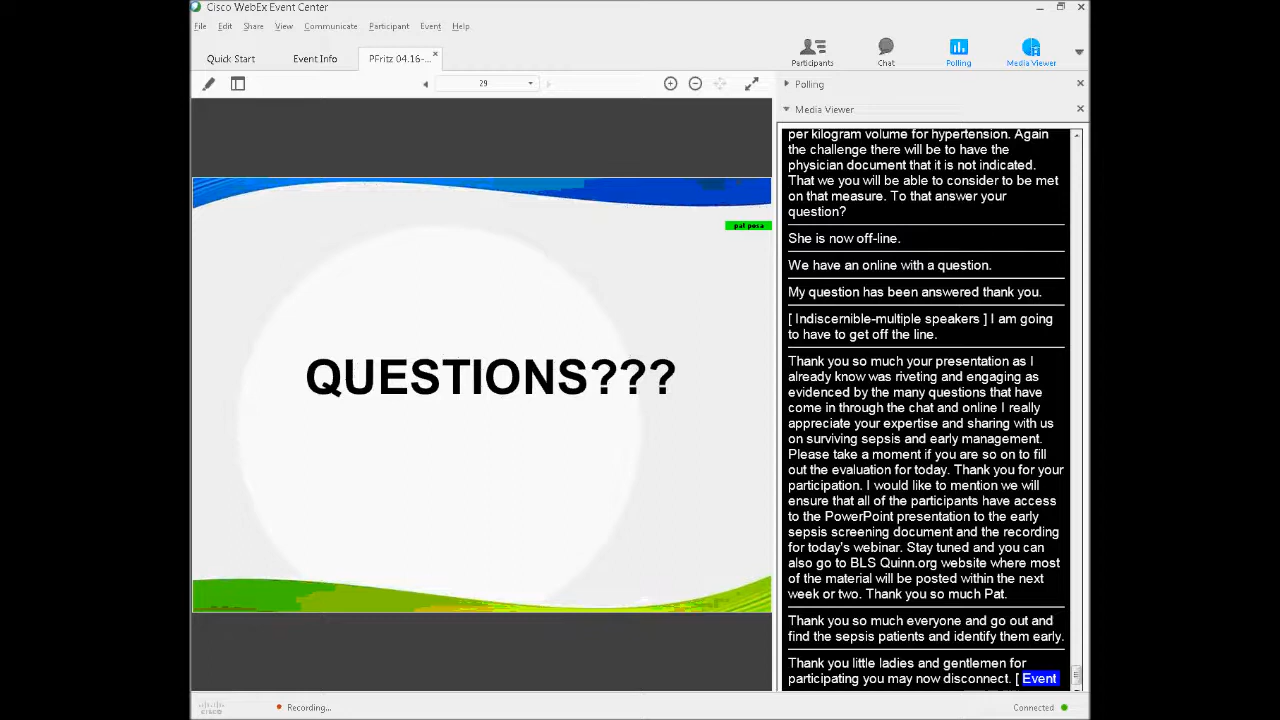 Cisco WebEx Event Center
File Edit Share View Communicate Participant Event Help
Quick Start Event Info PFritz 04.16-...
Participants Chat Polling Media Viewer
29
Polling
Media Viewer
pat posa
QUESTIONS???
per kilogram volume for hypertension. Again
the challenge there will be to have the
physician document that it is not indicated.
That we you will be able to consider to be met
on that measure. To that answer your
question?
She is now off-line.
We have an online with a question.
My question has been answered thank you.
[ Indiscernible-multiple speakers ] I am going
to have to get off the line.
Thank you so much your presentation as I
already know was riveting and engaging as
evidenced by the many questions that have
come in through the chat and online I really
appreciate your expertise and sharing with us
on surviving sepsis and early management.
Please take a moment if you are so on to fill
out the evaluation for today. Thank you for your
participation. I would like to mention we will
ensure that all of the participants have access
to the PowerPoint presentation to the early
sepsis screening document and the recording
for today's webinar. Stay tuned and you can
also go to BLS Quinn.org website where most
of the material will be posted within the next
week or two. Thank you so much Pat.
Thank you so much everyone and go out and
find the sepsis patients and identify them early.
Thank you little ladies and gentlemen for
participating you may now disconnect. [ Event
cisco
Recording...
Connected